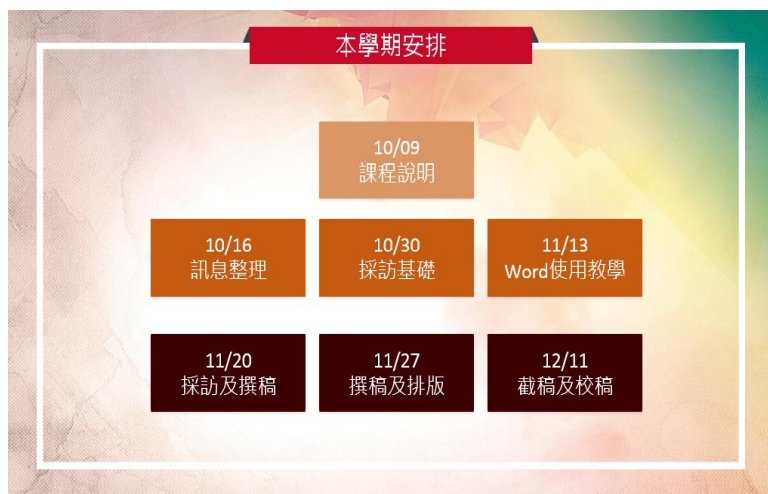 本學期安排
10/09
課程說明
10/16
訊息整理
10/30
採訪基礎
11/13
Word使用教學
11/20
採訪及撰稿
11/27
撰稿及排版
12/11
截稿及校稿